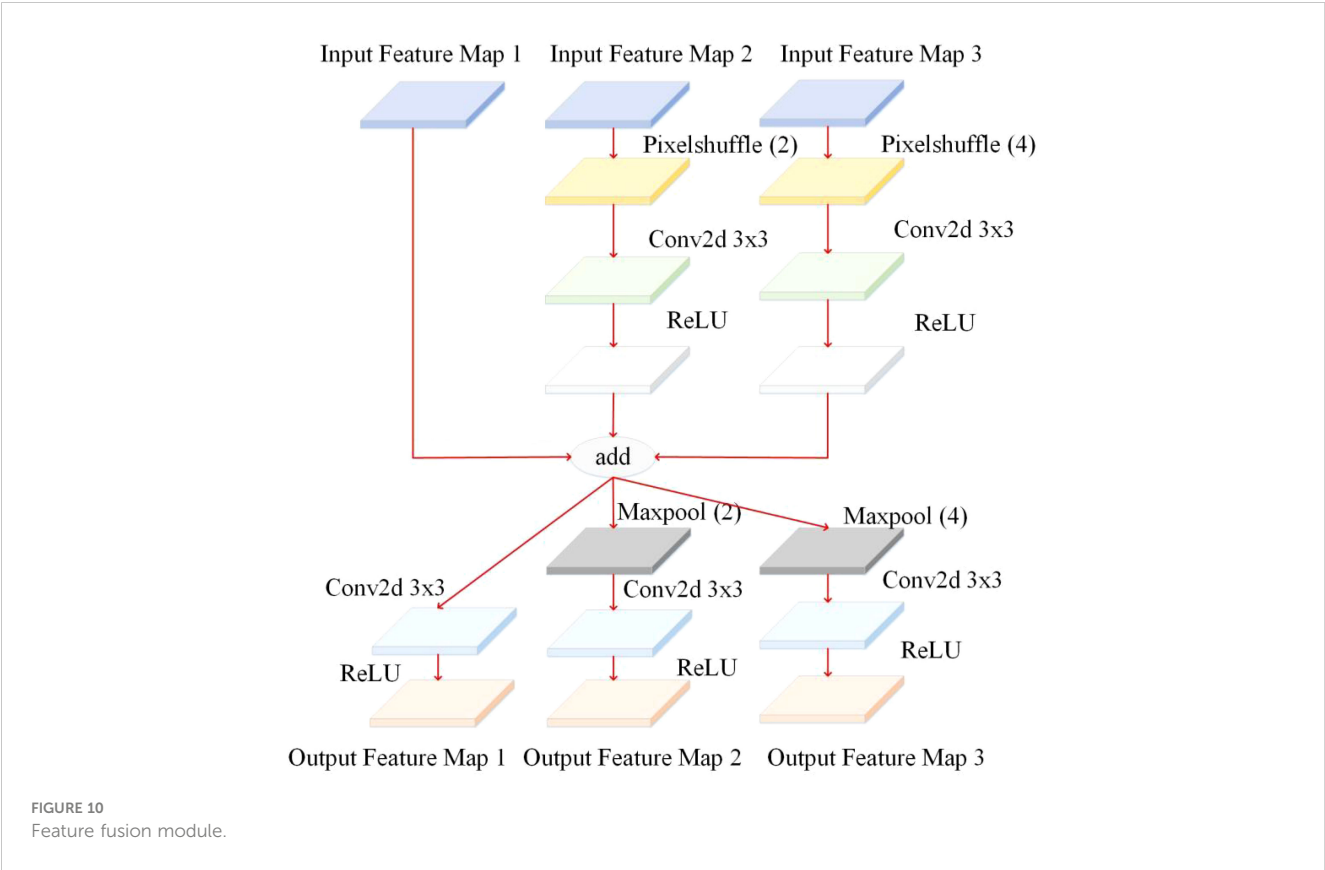 Input Feature Map 1 Input Feature Map 2 Input Feature Map 3
Pixelshuffle (2) Pixelshuffle (4)
Conv2d 3x3 Conv2d 3x3
ReLU ReLU
add
Maxpool (2) Maxpool (4)
Conv2d 3x3 Conv2d 3x3 Conv2d 3x3
ReLU ReLU ReLU
Output Feature Map 1 Output Feature Map 2 Output Feature Map 3
FIGURE 10
Feature fusion module.